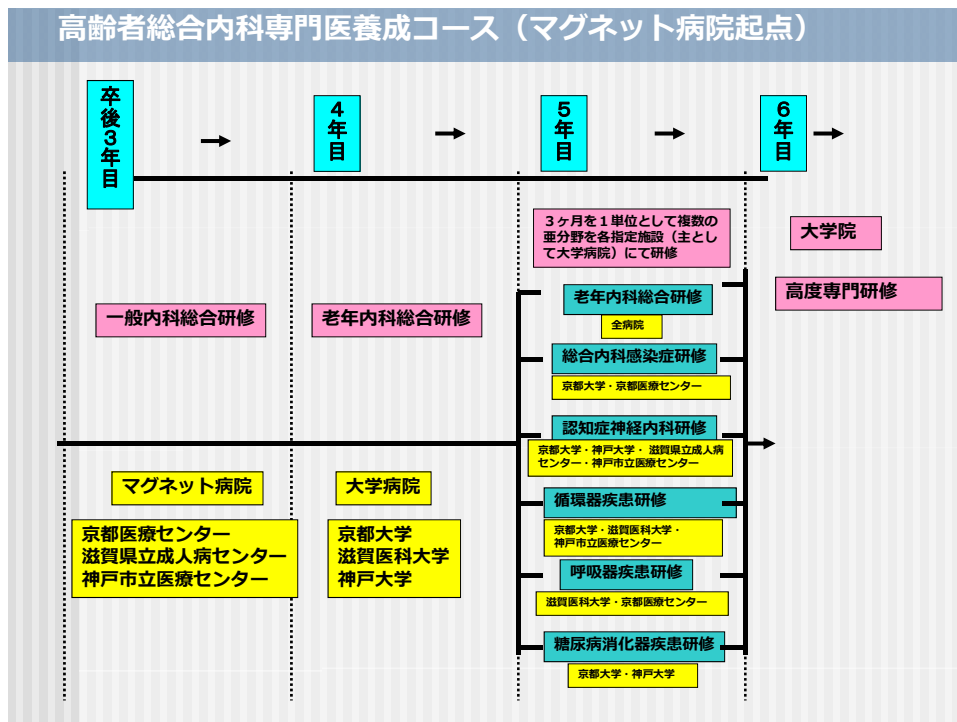 高齢者総合内科専門医養成コース（マグネット病院起点）
卒後３年目
４年目
５年目
６年目
３ヶ月を１単位として複数の
亜分野を各指定施設（主とし
て大学病院）にて研修
大学院
高度専門研修
一般内科総合研修
老年内科総合研修
老年内科総合研修
全病院
総合内科感染症研修
京都大学・京都医療センター
認知症神経内科研修
京都大学・神戸大学・ 滋賀県立成人病
センター・神戸市立医療センター
循環器疾患研修
京都大学・滋賀医科大学・
神戸市立医療センター
呼吸器疾患研修
滋賀医科大学・京都医療センター
糖尿病消化器疾患研修
京都大学・神戸大学
マグネット病院
京都医療センター
滋賀県立成人病センター
神戸市立医療センター
大学病院
京都大学
滋賀医科大学
神戸大学